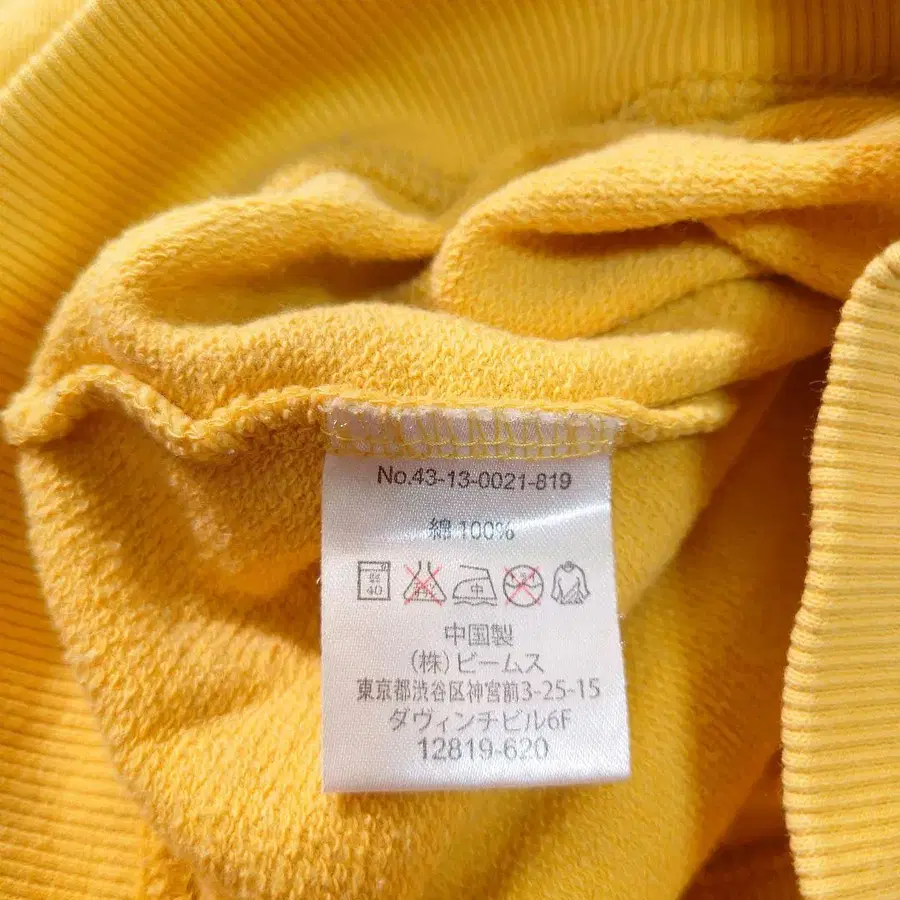 No.43-13-0021-819
綿 100%
40
中
中国製
(株)ビームス
東京都渋谷区神宮前3-25-15
ダヴィンチビル6F
12819-620